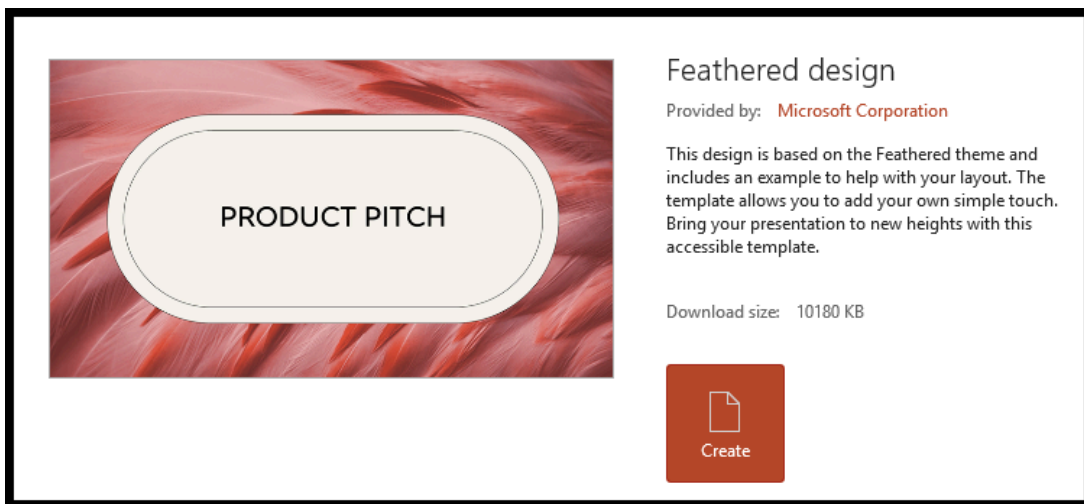 PRODUCT PITCH
Feathered design
Provided by: Microsoft Corporation
This design is based on the Feathered theme and
includes an example to help with your layout. The
template allows you to add your own simple touch.
Bring your presentation to new heights with this
accessible template.
Download size: 10180 KB
Create